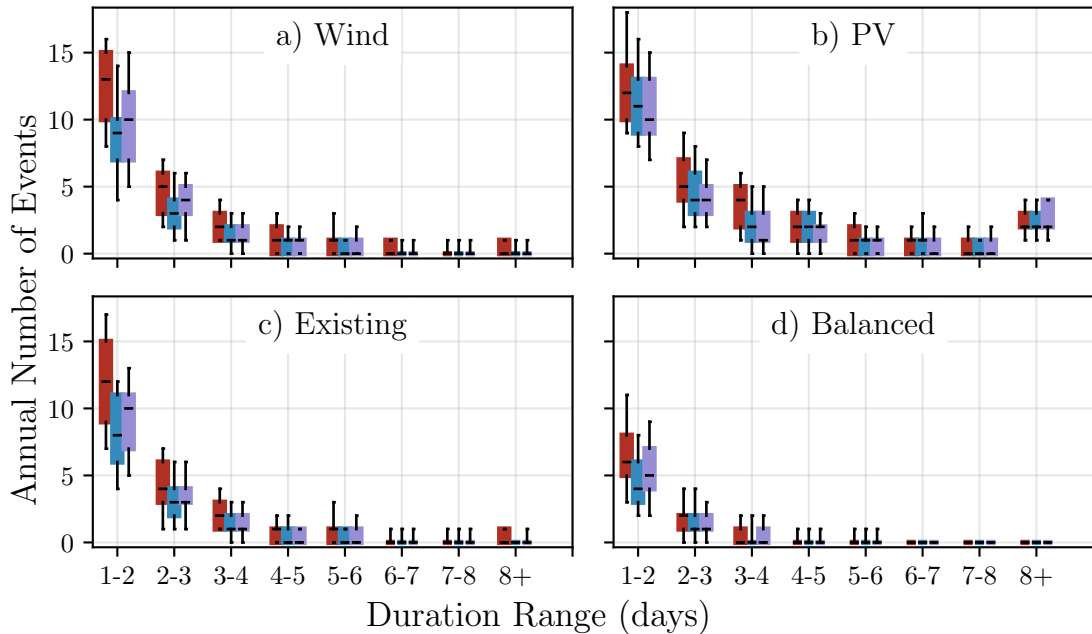 a) Wind
b) PV
15
10
5
0
Annual Number of Events
c) Existing
d) Balanced
15
10
5
0
1-2 2-3 3-4 4-5 5-6 6-7 7-8 8+
1-2 2-3 3-4 4-5 5-6 6-7 7-8 8+
Duration Range (days)